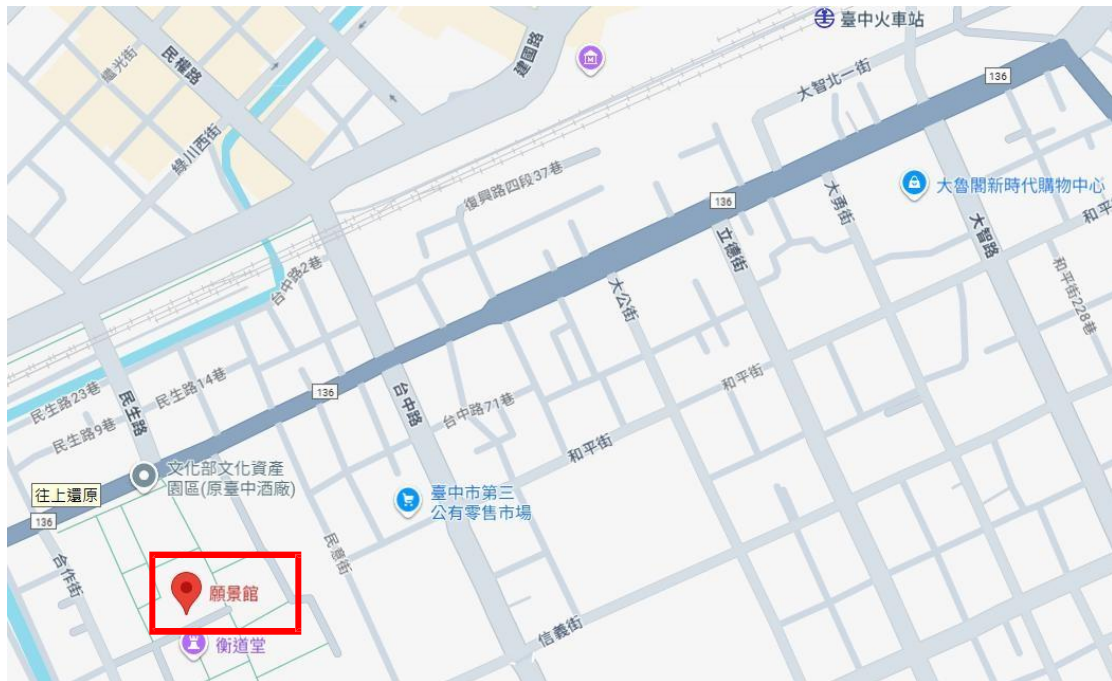 臺中火車站
繼光街
民權路
建國路
136
大智北一街
綠川西街
復興路四段37巷
大勇街
大魯閣新時代購物中心
136
和平
立德街
大智路
台中路2巷
大公街
和平街228巷
民生路23巷
民生路14巷
136
和平街
民生路
台中路
台中路71巷
民生路9巷
和平街
文化部文化資產
園區(原臺中酒廠)
往上還原
臺中市第三
公有零售市場
136
民意街
合作街
願景館
信義街
衡道堂